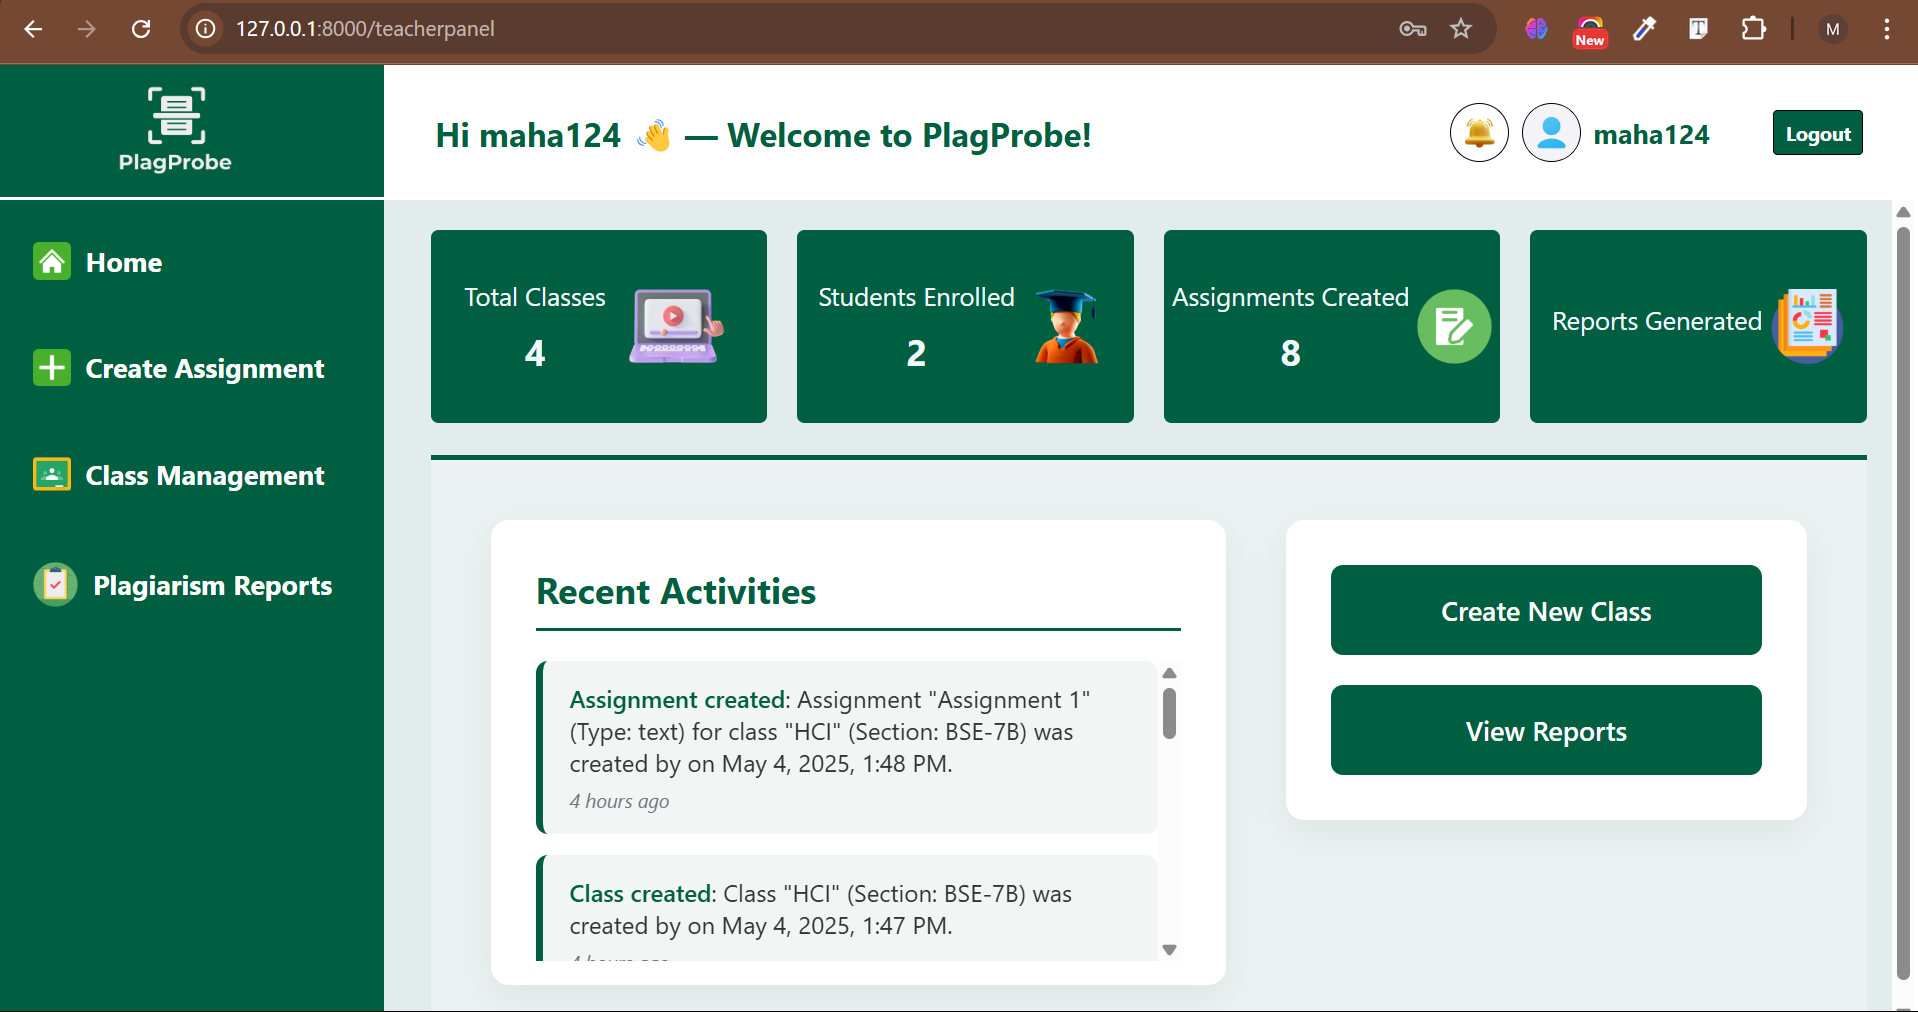 127.0.0.1:8000/teacherpanel
New
M
PlagProbe
Hi maha124 👋 — Welcome to PlagProbe!
maha124
Logout
Home
Create Assignment
Class Management
Plagiarism Reports
Total Classes
4
Students Enrolled
2
Assignments Created
8
Reports Generated
Recent Activities
Assignment created: Assignment "Assignment 1"
(Type: text) for class "HCI" (Section: BSE-7B) was
created by on May 4, 2025, 1:48 PM.
4 hours ago
Class created: Class "HCI" (Section: BSE-7B) was
created by on May 4, 2025, 1:47 PM.
4 hours ago
Create New Class
View Reports